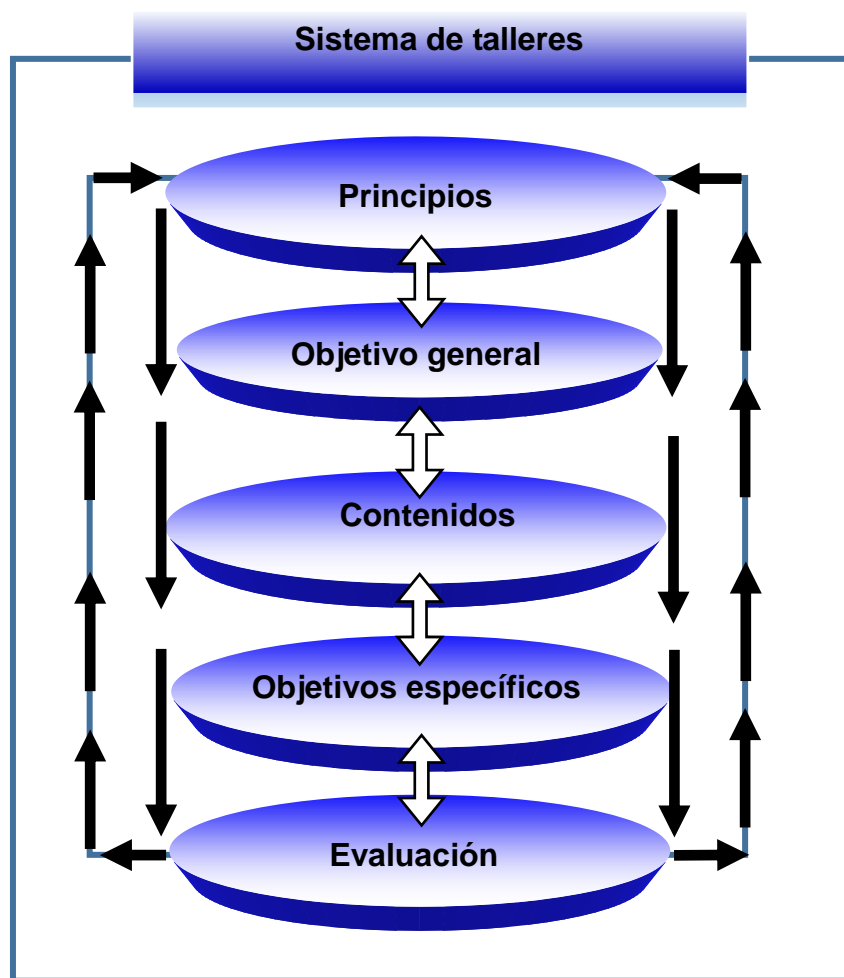 Sistema de talleres
Principios
Objetivo general
Contenidos
Objetivos específicos
Evaluación